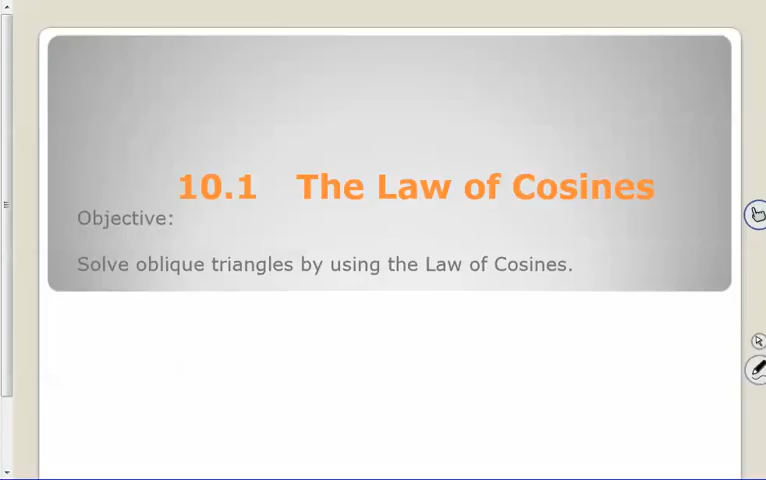 10.1 The Law of Cosines
Objective:
Solve oblique triangles by using the Law of Cosines.